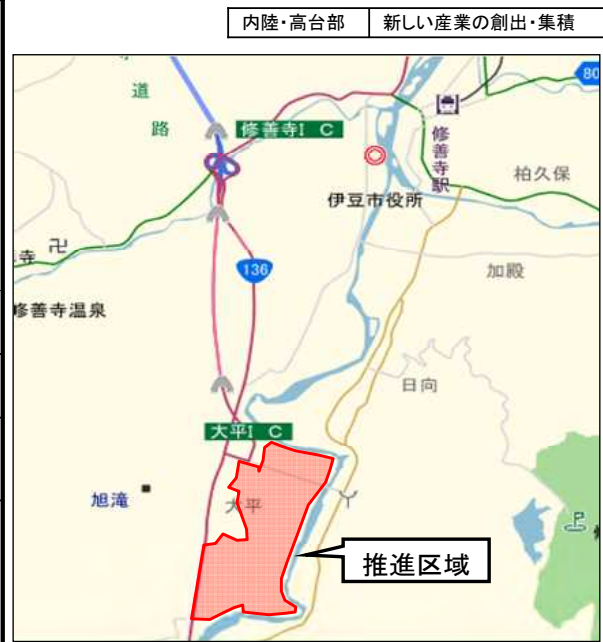 内陸・高台部 新しい産業の創出・集積
80
道
路
修善寺I C
修善寺駅
柏久保
伊豆市役所
寺
卍
136
加殿
修善寺温泉
日向
大平I C
旭滝
大平
推進区域